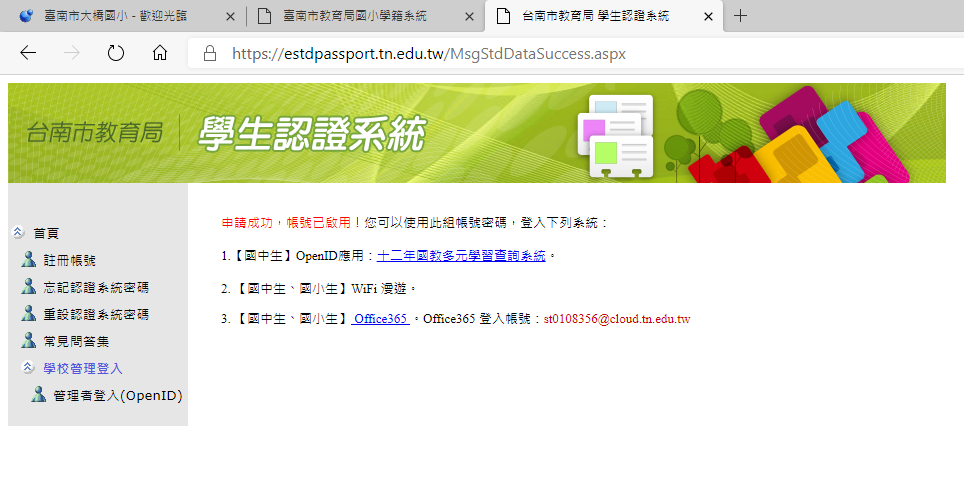 臺南市大橋國小 - 歡迎光臨
臺南市教育局國小學籍系統
台南市教育局 學生認證系統
https://estdpassport.tn.edu.tw/MsgStdDataSuccess.aspx
台南市教育局 學生認證系統
首頁
註冊帳號
忘記認證系統密碼
重設認證系統密碼
常見問答集
學校管理登入
管理者登入(OpenID)
申請成功，帳號已啟用！您可以使用此組帳號密碼，登入下列系統：
1.【國中生】OpenID應用：十二年國教多元學習查詢系統。
2. 【國中生、國小生】WiFi 漫遊。
3. 【國中生、國小生】 Office365 。Office365 登入帳號：st0108356@cloud.tn.edu.tw